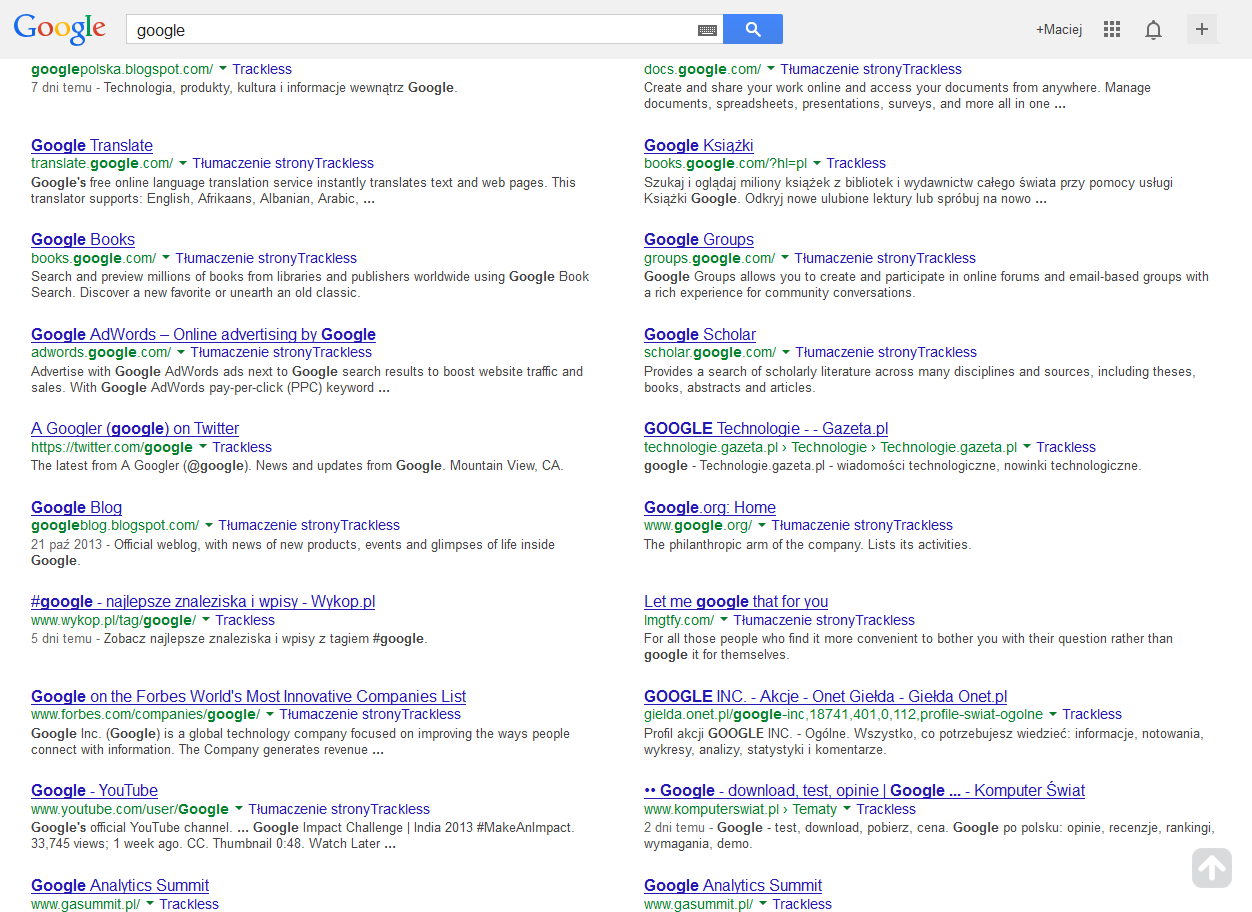 Google
google
+Maciej
googlepolska.blogspot.com/ Trackless
7 dni temu - Technologia, produkty, kultura i informacje wewnątrz Google.
Google Translate
translate.google.com/ Tłumaczenie stronyTrackless
Google's free online language translation service instantly translates text and web pages. This
translator supports: English, Afrikaans, Albanian, Arabic, ...
Google Books
books.google.com/ Tłumaczenie stronyTrackless
Search and preview millions of books from libraries and publishers worldwide using Google Book
Search. Discover a new favorite or unearth an old classic.
Google AdWords – Online advertising by Google
adwords.google.com/ Tłumaczenie stronyTrackless
Advertise with Google AdWords ads next to Google search results to boost website traffic and
sales. With Google AdWords pay-per-click (PPC) keyword ...
A Googler (google) on Twitter
https://twitter.com/google Trackless
The latest from A Googler (@google). News and updates from Google. Mountain View, CA.
Google Blog
googleblog.blogspot.com/ Tłumaczenie stronyTrackless
21 paź 2013 - Official weblog, with news of new products, events and glimpses of life inside
Google.
#google - najlepsze znaleziska i wpisy - Wykop.pl
www.wykop.pl/tag/google/ Trackless
5 dni temu - Zobacz najlepsze znaleziska i wpisy z tagiem #google.
Google on the Forbes World's Most Innovative Companies List
www.forbes.com/companies/google/ Tłumaczenie stronyTrackless
Google Inc. (Google) is a global technology company focused on improving the ways people
connect with information. The Company generates revenue ...
Google - YouTube
www.youtube.com/user/Google Tłumaczenie stronyTrackless
Google's official YouTube channel. ... Google Impact Challenge | India 2013 #MakeAnImpact.
33,745 views; 1 week ago. CC. Thumbnail 0:48. Watch Later ...
Google Analytics Summit
www.gasummit.pl/ Trackless
docs.google.com/ Tłumaczenie stronyTrackless
Create and share your work online and access your documents from anywhere. Manage
documents, spreadsheets, presentations, surveys, and more all in one ...
Google Książki
books.google.com/?hl=pl Trackless
Szukaj i oglądaj miliony książek z bibliotek i wydawnictw całego świata przy pomocy usługi
Książki Google. Odkryj nowe ulubione lektury lub spróbuj na nowo ...
Google Groups
groups.google.com/ Tłumaczenie stronyTrackless
Google Groups allows you to create and participate in online forums and email-based groups with
a rich experience for community conversations.
Google Scholar
scholar.google.com/ Tłumaczenie stronyTrackless
Provides a search of scholarly literature across many disciplines and sources, including theses,
books, abstracts and articles.
GOOGLE Technologie - - Gazeta.pl
technologie.gazeta.pl › Technologie › Technologie.gazeta.pl Trackless
google - Technologie.gazeta.pl - wiadomości technologiczne, nowinki technologiczne.
Google.org: Home
www.google.org/ Tłumaczenie stronyTrackless
The philanthropic arm of the company. Lists its activities.
Let me google that for you
lmgtfy.com/ Tłumaczenie stronyTrackless
For all those people who find it more convenient to bother you with their question rather than
google it for themselves.
GOOGLE INC. - Akcje - Onet Giełda - Giełda Onet.pl
gielda.onet.pl/google-inc,18741,401,0,112,profile-swiat-ogolne Trackless
Profil akcji GOOGLE INC. - Ogólne. Wszystko, co potrzebujesz wiedzieć: informacje, notowania,
wykresy, analizy, statystyki i komentarze.
•• Google - download, test, opinie | Google ... - Komputer Świat
www.komputerswiat.pl › Tematy Trackless
2 dni temu - Google - test, download, pobierz, cena. Google po polsku: opinie, recenzje, rankingi,
wymagania, demo.
Google Analytics Summit
www.gasummit.pl/ Trackless